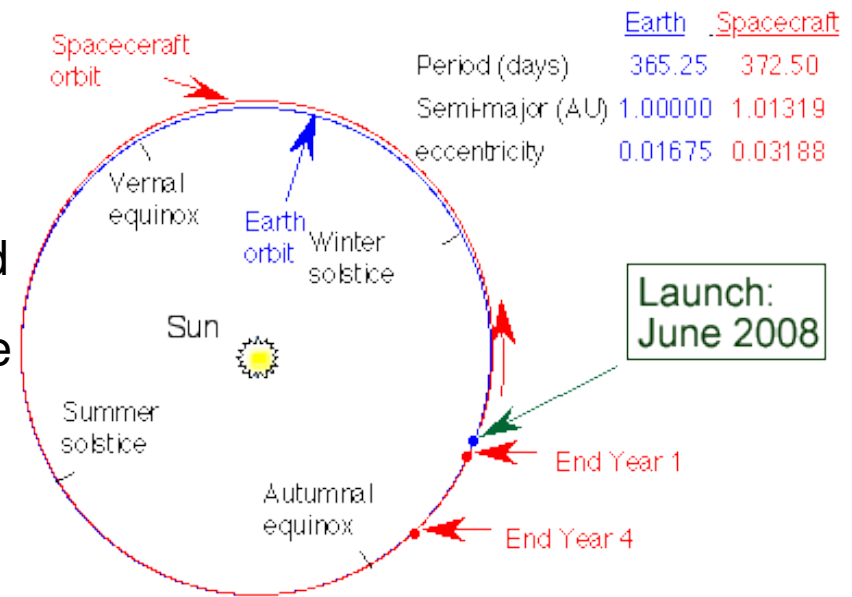 Earth Spacecraft
Period (days) 365.25 372.50
Semi-major (AU) 1.00000 1.01319
eccentricity 0.01675 0.03188
Spaceceraft
orbit
Vernal
equinox
Earth
orbit
Winter
solstice
d
e
Sun
Launch:
June 2008
Summer
solstice
End Year 1
Autumnal
equinox
End Year 4